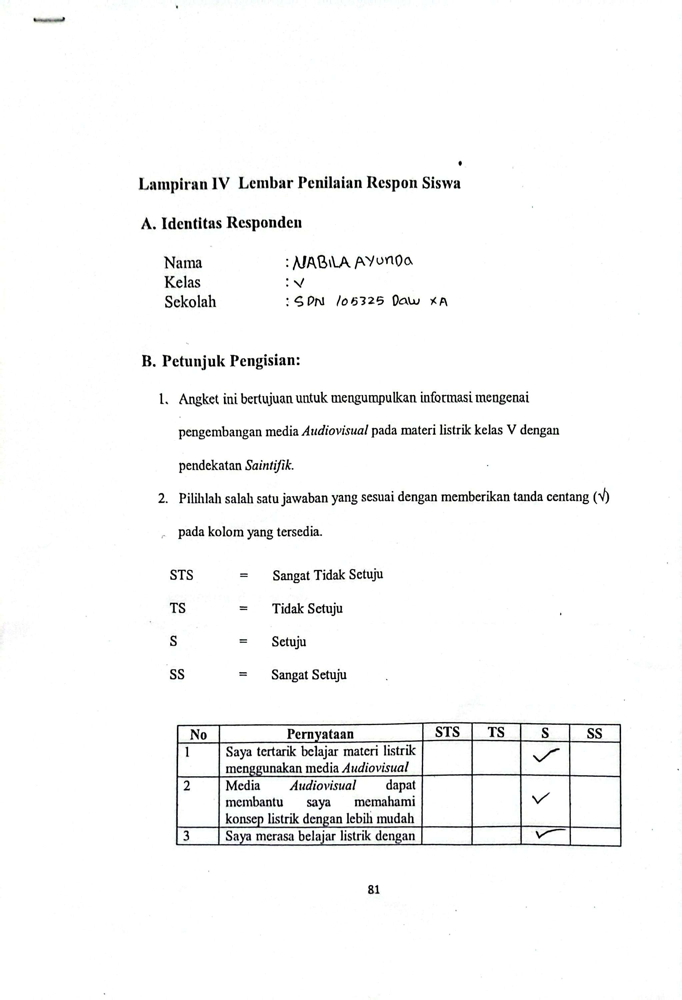 Lampiran IV Lembar Penilaian Respon Siswa
A. Identitas Responden
Nama : NABILA AYUNDa
Kelas : V
Sekolah : SDN 105325 Daw XA
B. Petunjuk Pengisian:
1. Angket ini bertujuan untuk mengumpulkan informasi mengenai
pengembangan media Audiovisual pada materi listrik kelas V dengan
pendekatan Saintifik.
2. Pilihlah salah satu jawaban yang sesuai dengan memberikan tanda centang (√)
pada kolom yang tersedia.
STS = Sangat Tidak Setuju
TS = Tidak Setuju
S = Setuju
SS = Sangat Setuju
No Pernyataan STS TS S SS
1 Saya tertarik belajar materi listrik ✓
menggunakan media Audiovisual
2 Media Audiovisual dapat
membantu saya memahami ✓
konsep listrik dengan lebih mudah
3 Saya merasa belajar listrik dengan ✓
81